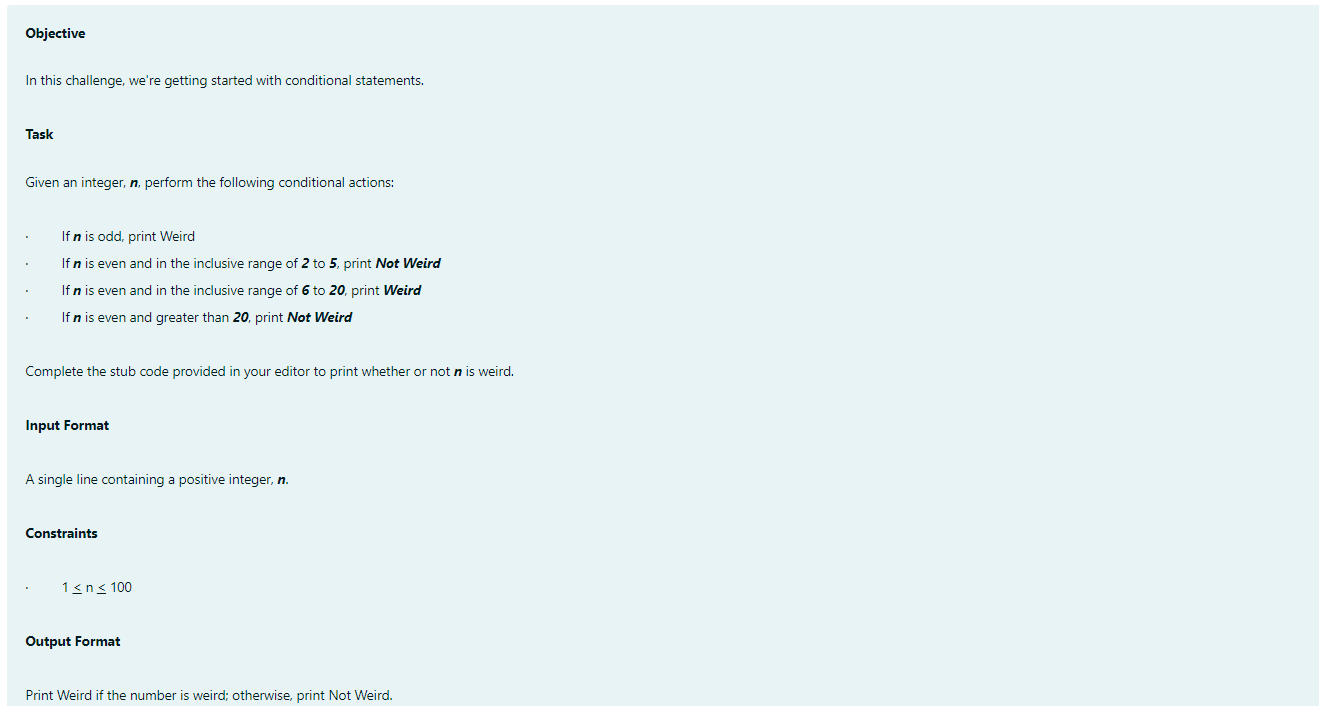 Objective
In this challenge, we're getting started with conditional statements.
Task
Given an integer, n, perform the following conditional actions:
· If n is odd, print Weird
· If n is even and in the inclusive range of 2 to 5, print Not Weird
· If n is even and in the inclusive range of 6 to 20, print Weird
· If n is even and greater than 20, print Not Weird
Complete the stub code provided in your editor to print whether or not n is weird.
Input Format
A single line containing a positive integer, n.
Constraints
· 1 ≤ n ≤ 100
Output Format
Print Weird if the number is weird; otherwise, print Not Weird.